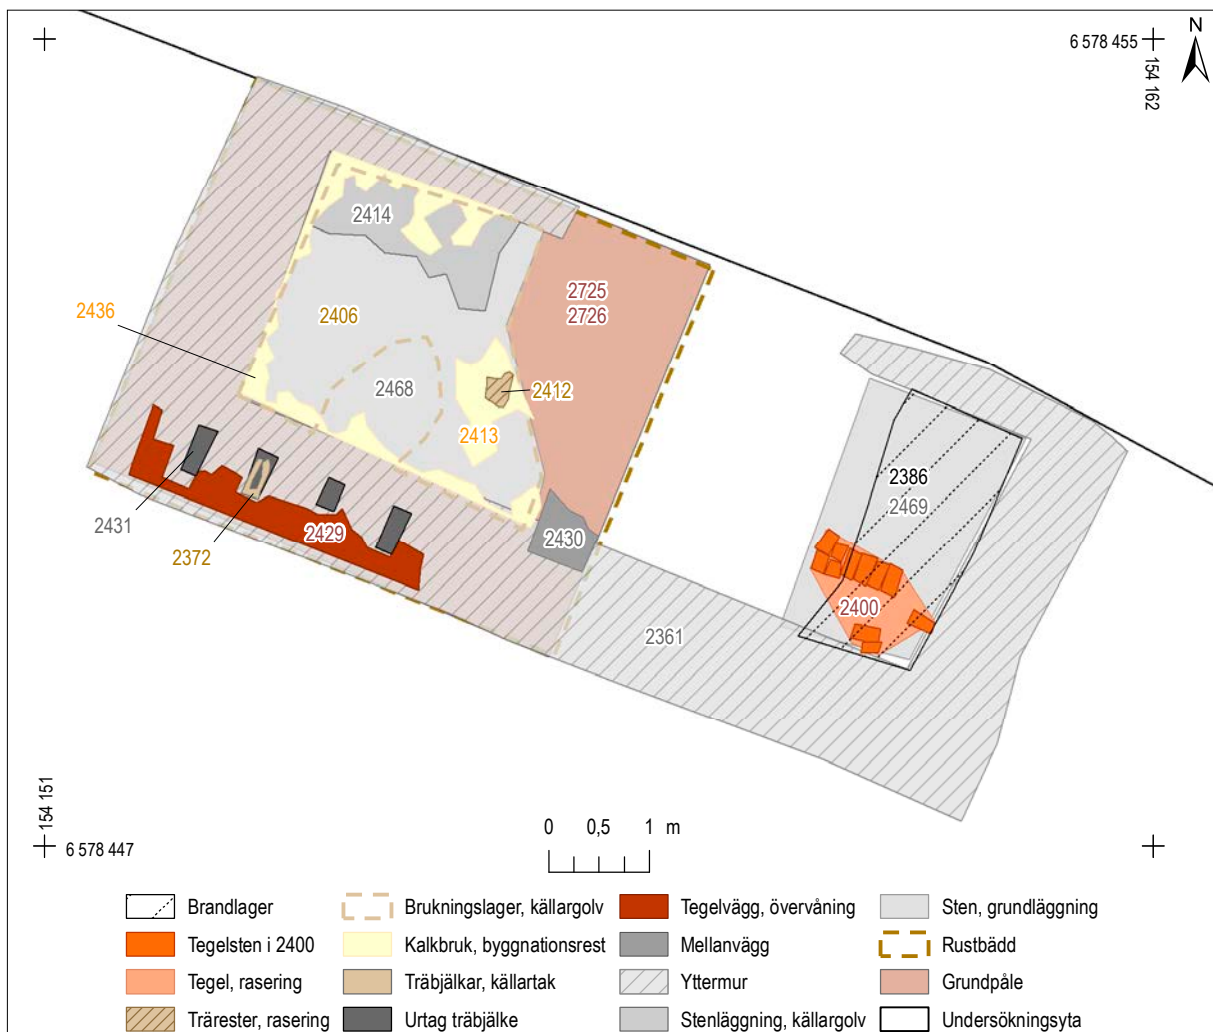 N
6 578 455
154 162
2414
2725
2726
2436
2406
2468
2412
2413
2386
2469
2431
2429
2430
2372
2400
2361
154 151
6 578 447
0 0,5 1 m
Brandlager
Tegelsten i 2400
Tegel, rasering
Trärester, rasering
Brukningslager, källargolv
Kalkbruk, byggnationsrest
Träbjälkar, källartak
Urtag träbjälke
Tegelvägg, övervåning
Mellanvägg
Yttermur
Stenläggning, källargolv
Sten, grundläggning
Rustbädd
Grundpåle
Undersökningsyta